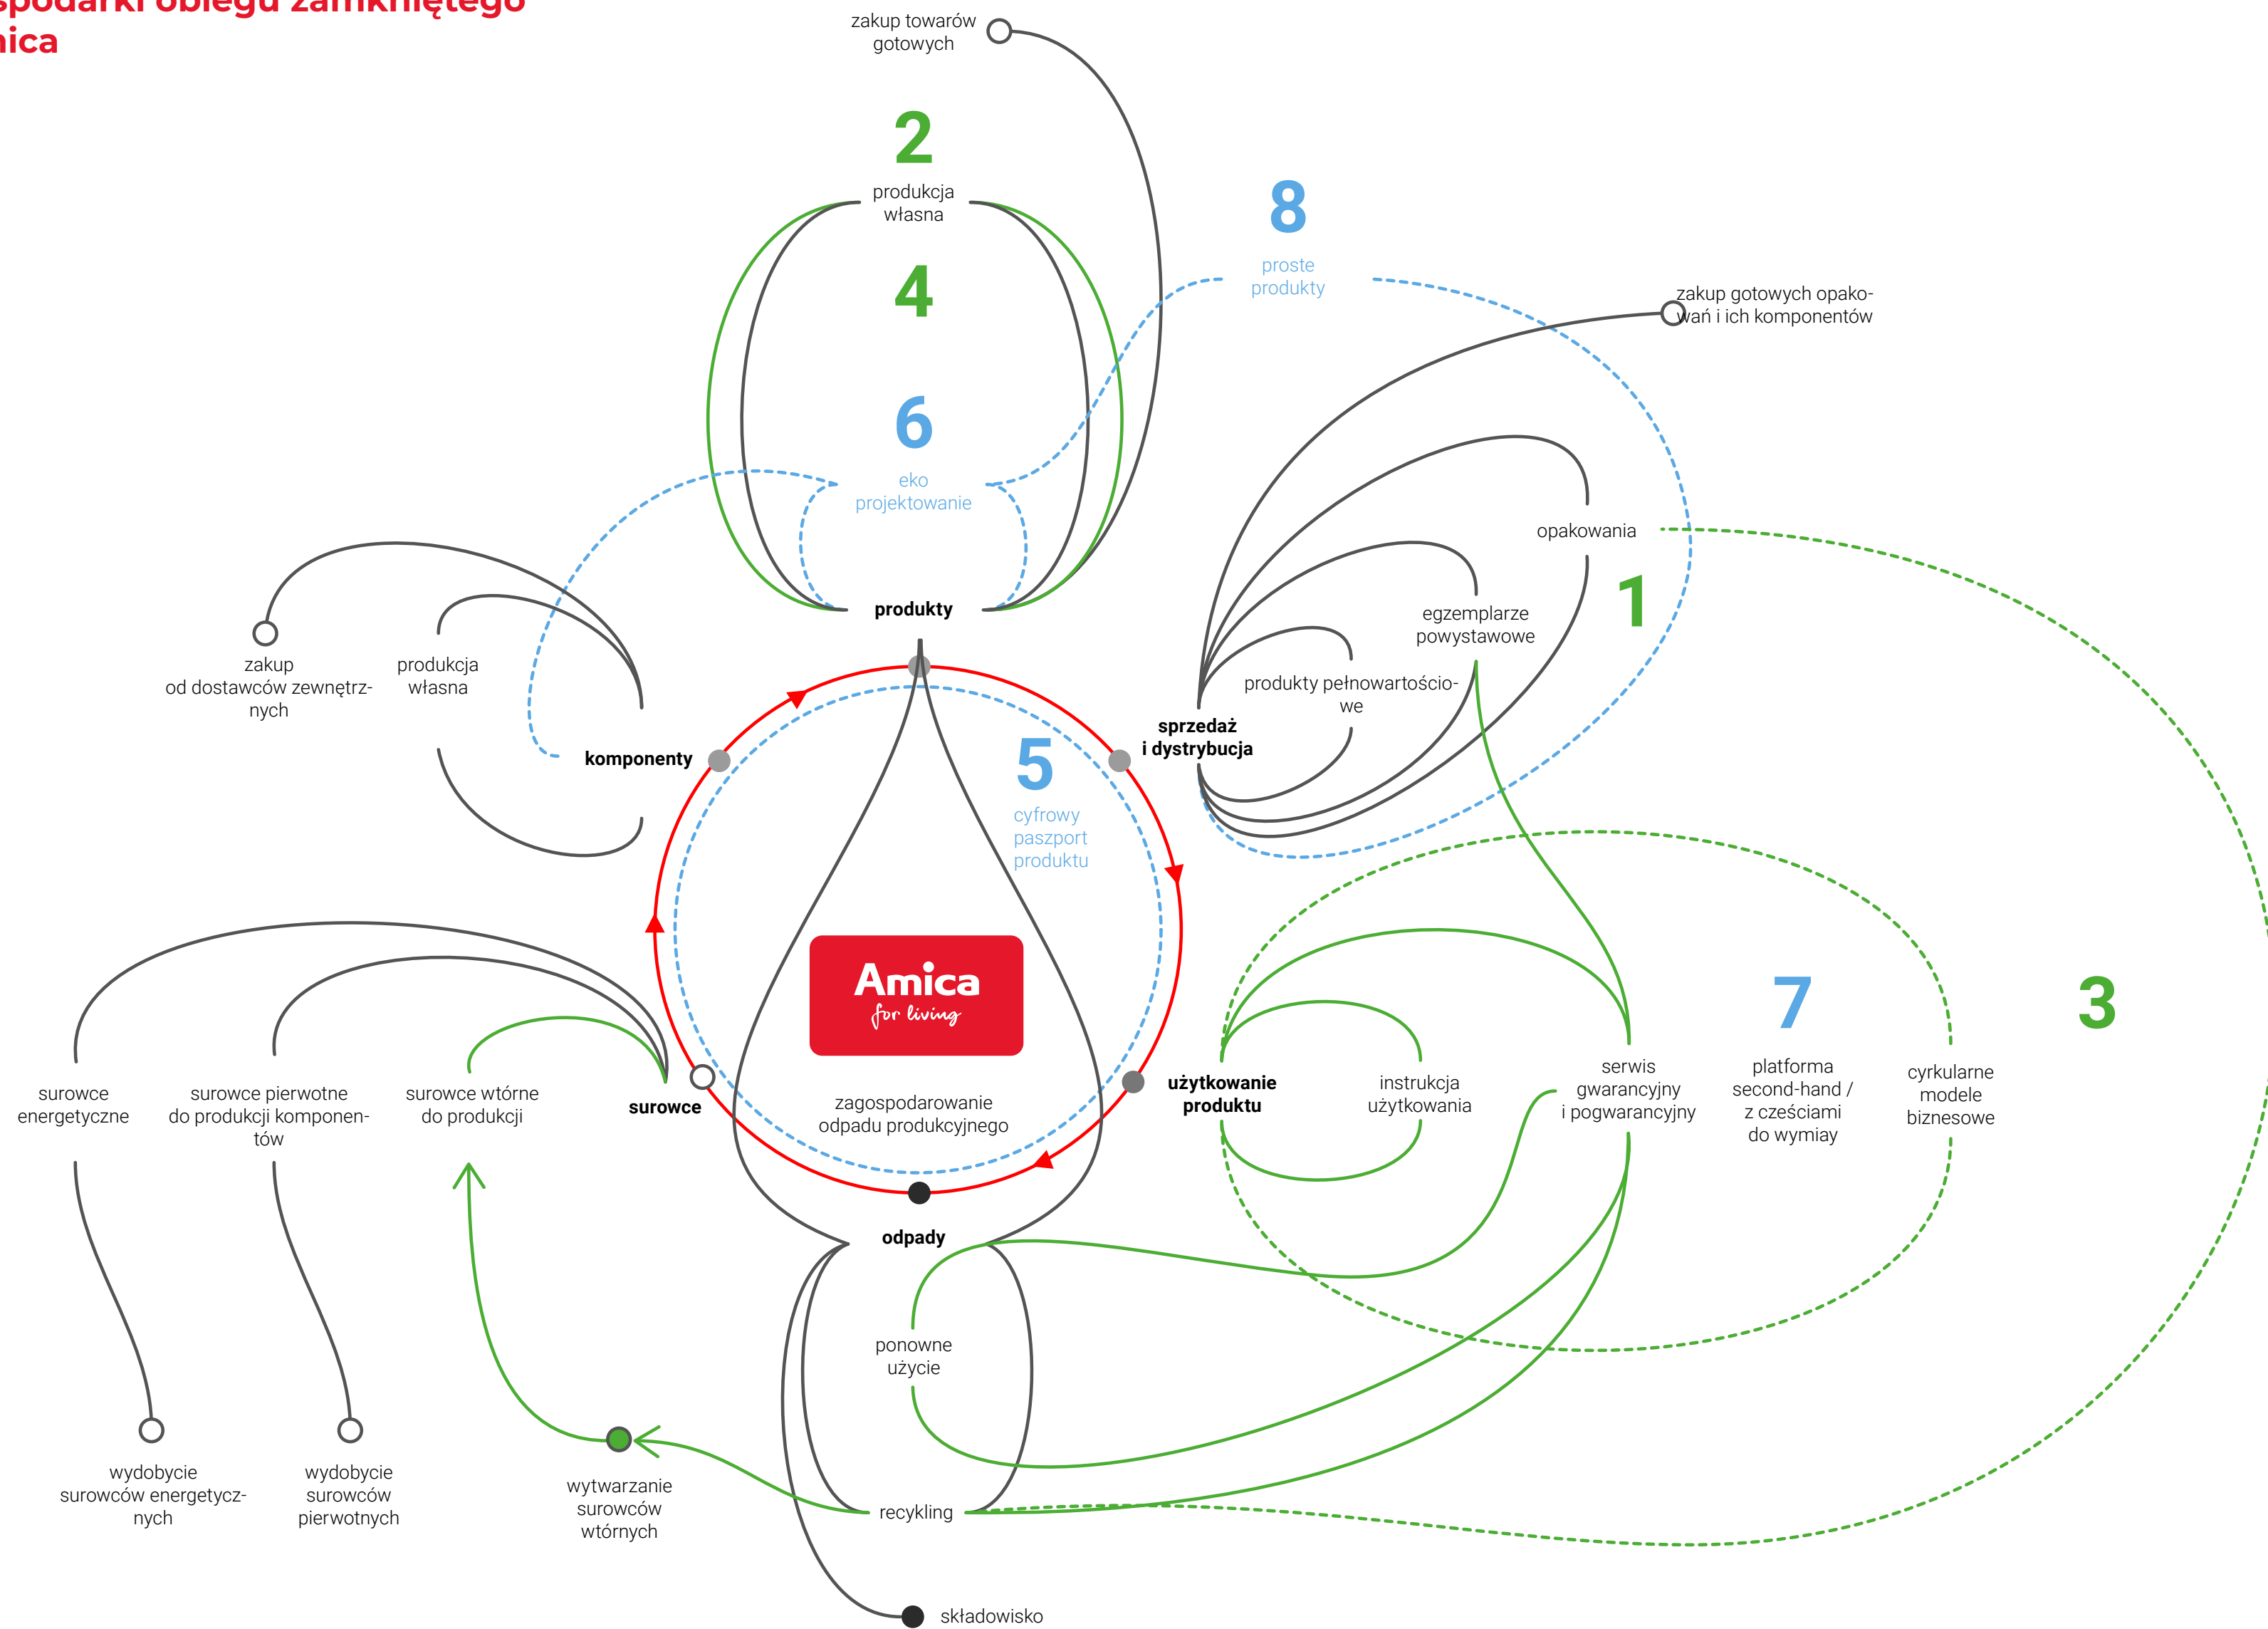 spodarki obiegu zamkniętego
nica
zakup towarów
gotowych
2
produkcja
własna
4
6
eko
projektowanie
produkty
8
proste
produkty
zakup gotowych opako-
wań i ich komponentów
opakowania
1
egzemplarze
powystawowe
produkty pełnowartościo-
we
sprzedaż
i dystrybucja
zakup
od dostawców zewnętrz-
nych
produkcja
własna
komponenty
5
cyfrowy
paszport
produktu
Amica
for living
zagospodarowanie
odpadu produkcyjnego
surowce
energetyczne
surowce pierwotne
do produkcji komponen-
tów
surowce wtórne
do produkcji
surowce
użytkowanie
produktu
instrukcja
użytkowania
serwis
gwarancyjny
i pogwarancyjny
7
platforma
second-hand /
z cześciami
do wymiay
cyrkularne
modele
biznesowe
3
odpady
ponowne
użycie
recykling
składowisko
wydobycie
surowców energetycz-
nych
wydobycie
surowców
pierwotnych
wytwarzanie
surowców
wtórnych